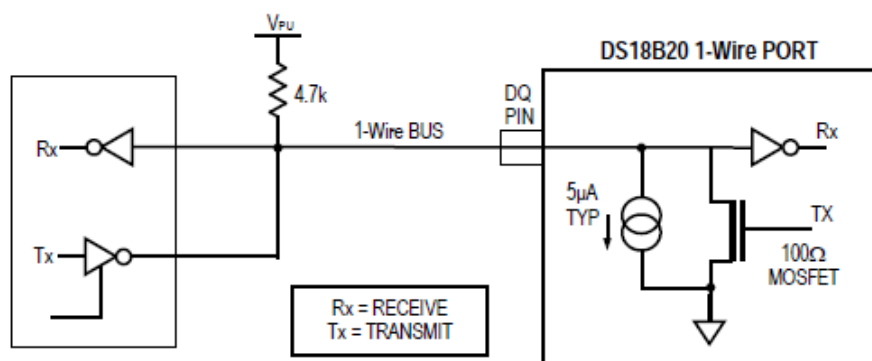 VPU
DS18B20 1-Wire PORT
4.7k
DQ
PIN
1-Wire BUS
Rx
Rx
5µA
TYP
TX
Tx
100Ω
MOSFET
Rx = RECEIVE
Tx = TRANSMIT